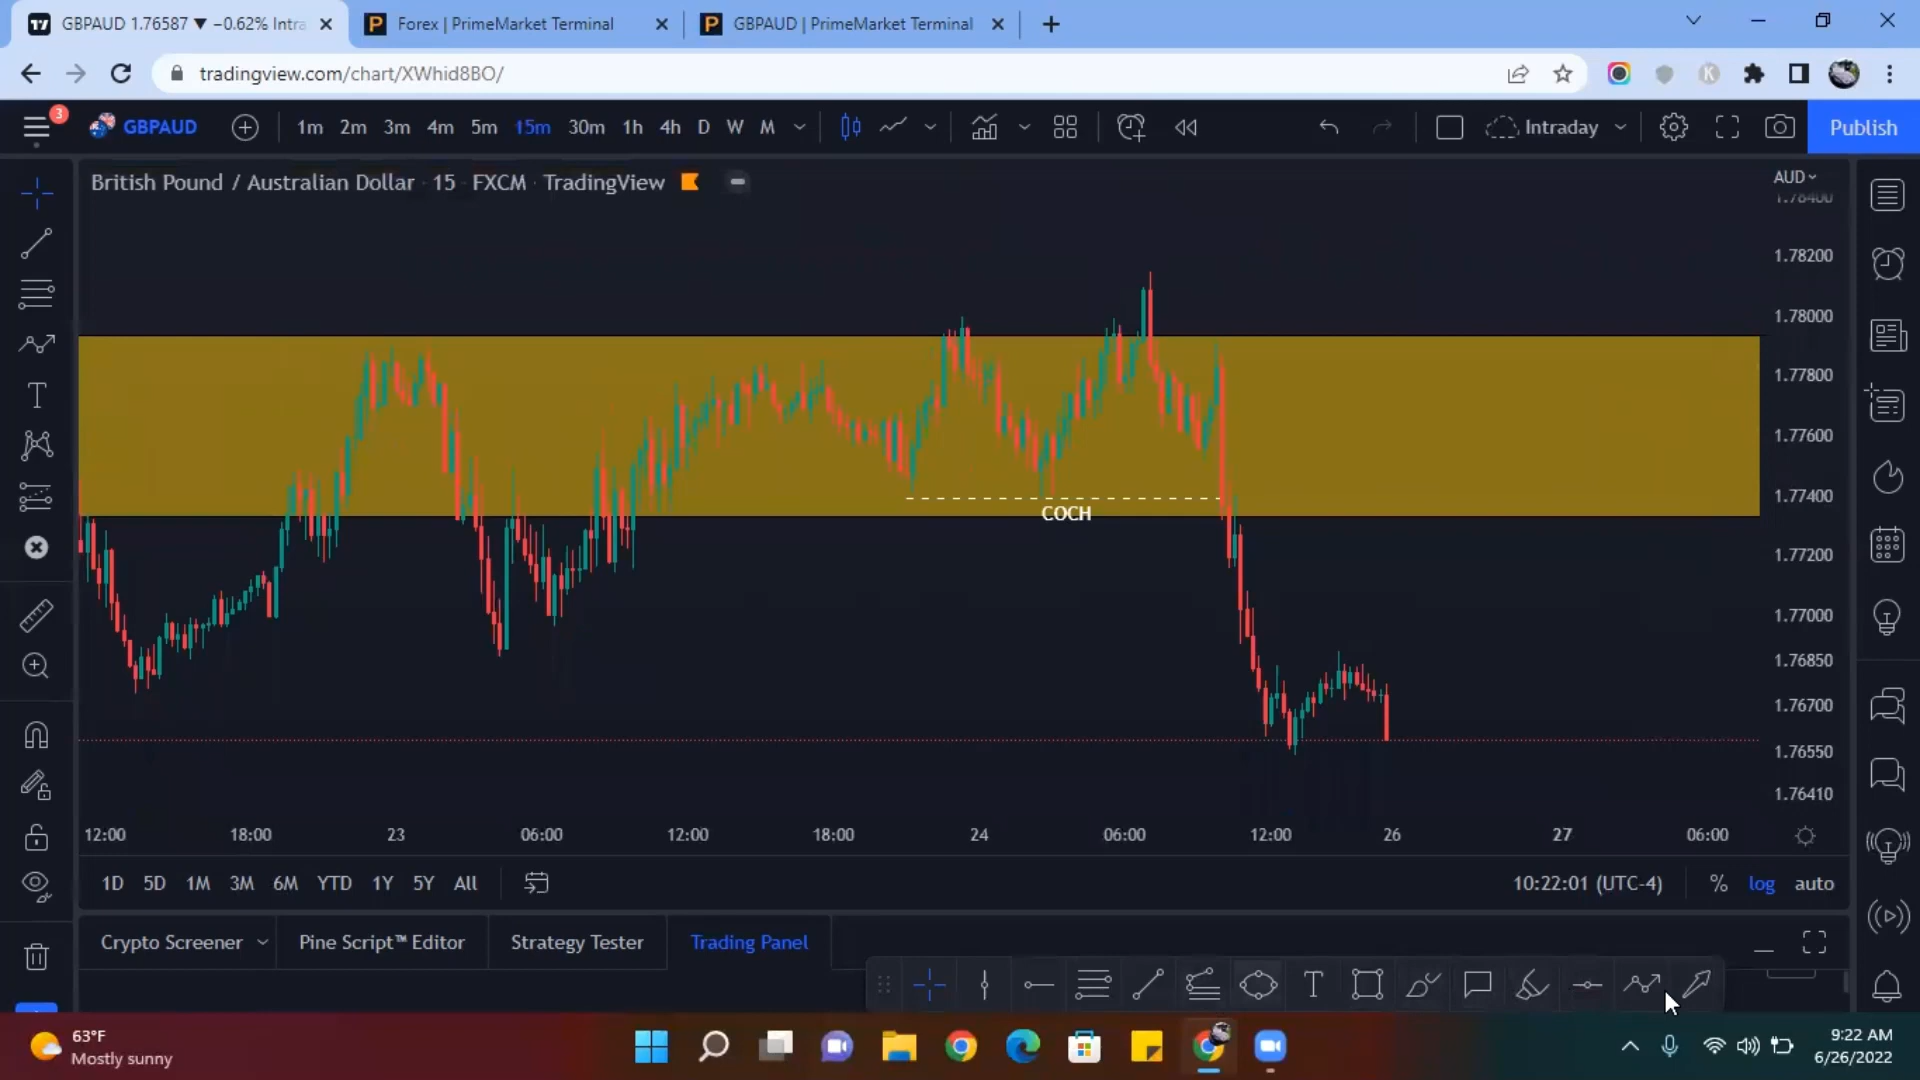 GBPAUD 1.76587 ▼ −0.62% Intra
Forex | PrimeMarket Terminal
GBPAUD | PrimeMarket Terminal
tradingview.com/chart/XWhid8BO/
3
GBPAUD
1m 2m 3m 4m 5m 15m 30m 1h 4h D W M
Intraday
Publish
British Pound / Australian Dollar · 15 · FXCM · TradingView
AUD
1.78400
1.78200
1.78000
1.77800
1.77600
1.77400
1.77200
1.77000
1.76850
1.76700
1.76550
1.76410
COCH
12:00 18:00 23 06:00 12:00 18:00 24 06:00 12:00 26 27 06:00
1D 5D 1M 3M 6M YTD 1Y 5Y All
10:22:01 (UTC-4) % log auto
Crypto Screener Pine Script™ Editor Strategy Tester Trading Panel
63°F
Mostly sunny
9:22 AM
6/26/2022